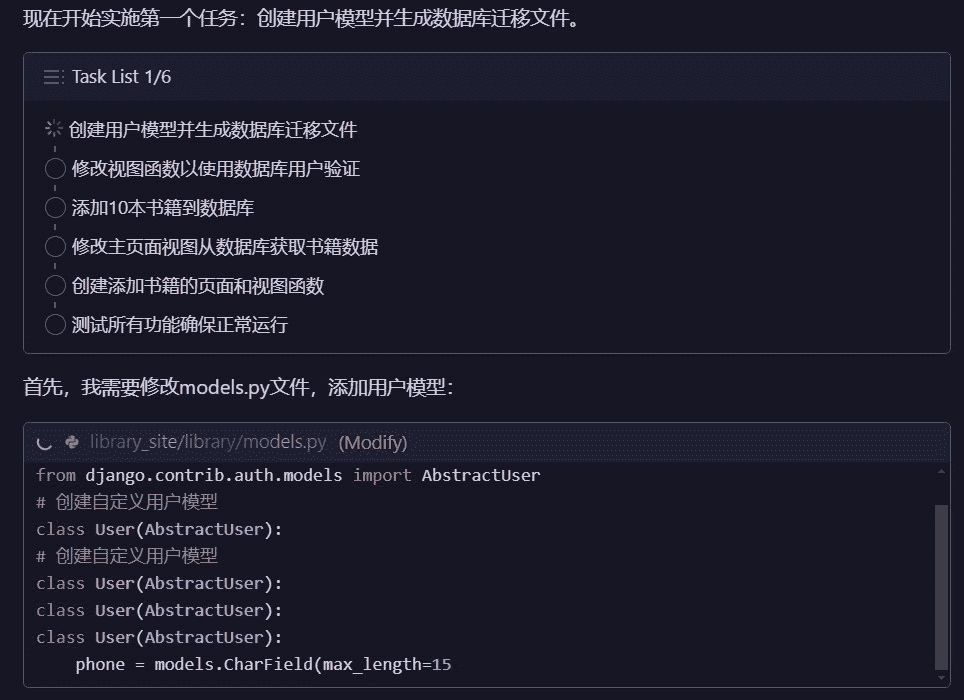 现在开始实施第一个任务：创建用户模型并生成数据库迁移文件。
Task List 1/6
创建用户模型并生成数据库迁移文件
修改视图函数以使用数据库用户验证
添加10本书籍到数据库
修改主页面视图从数据库获取书籍数据
创建添加书籍的页面和视图函数
测试所有功能确保正常运行
首先，我需要修改models.py文件，添加用户模型：
library_site/library/models.py (Modify)
from django.contrib.auth.models import AbstractUser
# 创建自定义用户模型
class User(AbstractUser):
# 创建自定义用户模型
class User(AbstractUser):
class User(AbstractUser):
class User(AbstractUser):
    phone = models.CharField(max_length=15